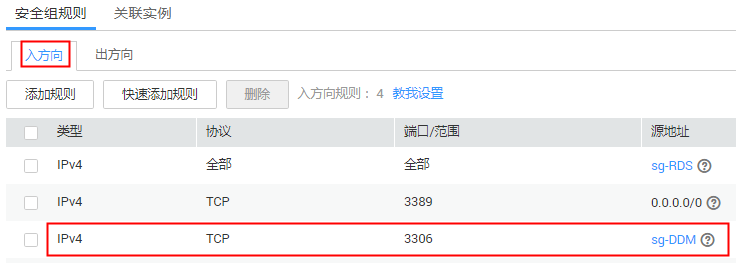 安全组规则 关联实例
入方向 出方向
添加规则 快速添加规则 删除 入方向规则：4 教我设置
类型 协议 端口/范围 源地址
IPv4 全部 全部 sg-RDS ?
IPv4 TCP 3389 0.0.0.0/0 ?
IPv4 TCP 3306 sg-DDM ?